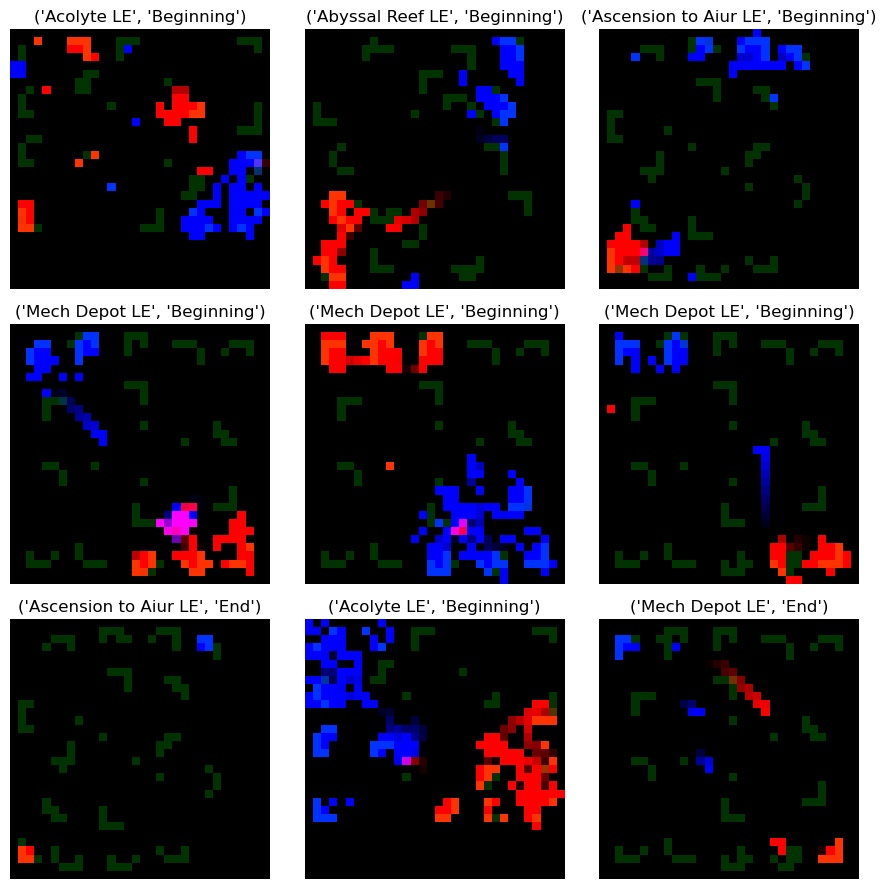 ('Acolyte LE', 'Beginning')
('Abyssal Reef LE', 'Beginning')
('Ascension to Aiur LE', 'Beginning')
('Mech Depot LE', 'Beginning')
('Mech Depot LE', 'Beginning')
('Mech Depot LE', 'Beginning')
('Ascension to Aiur LE', 'End')
('Acolyte LE', 'Beginning')
('Mech Depot LE', 'End')